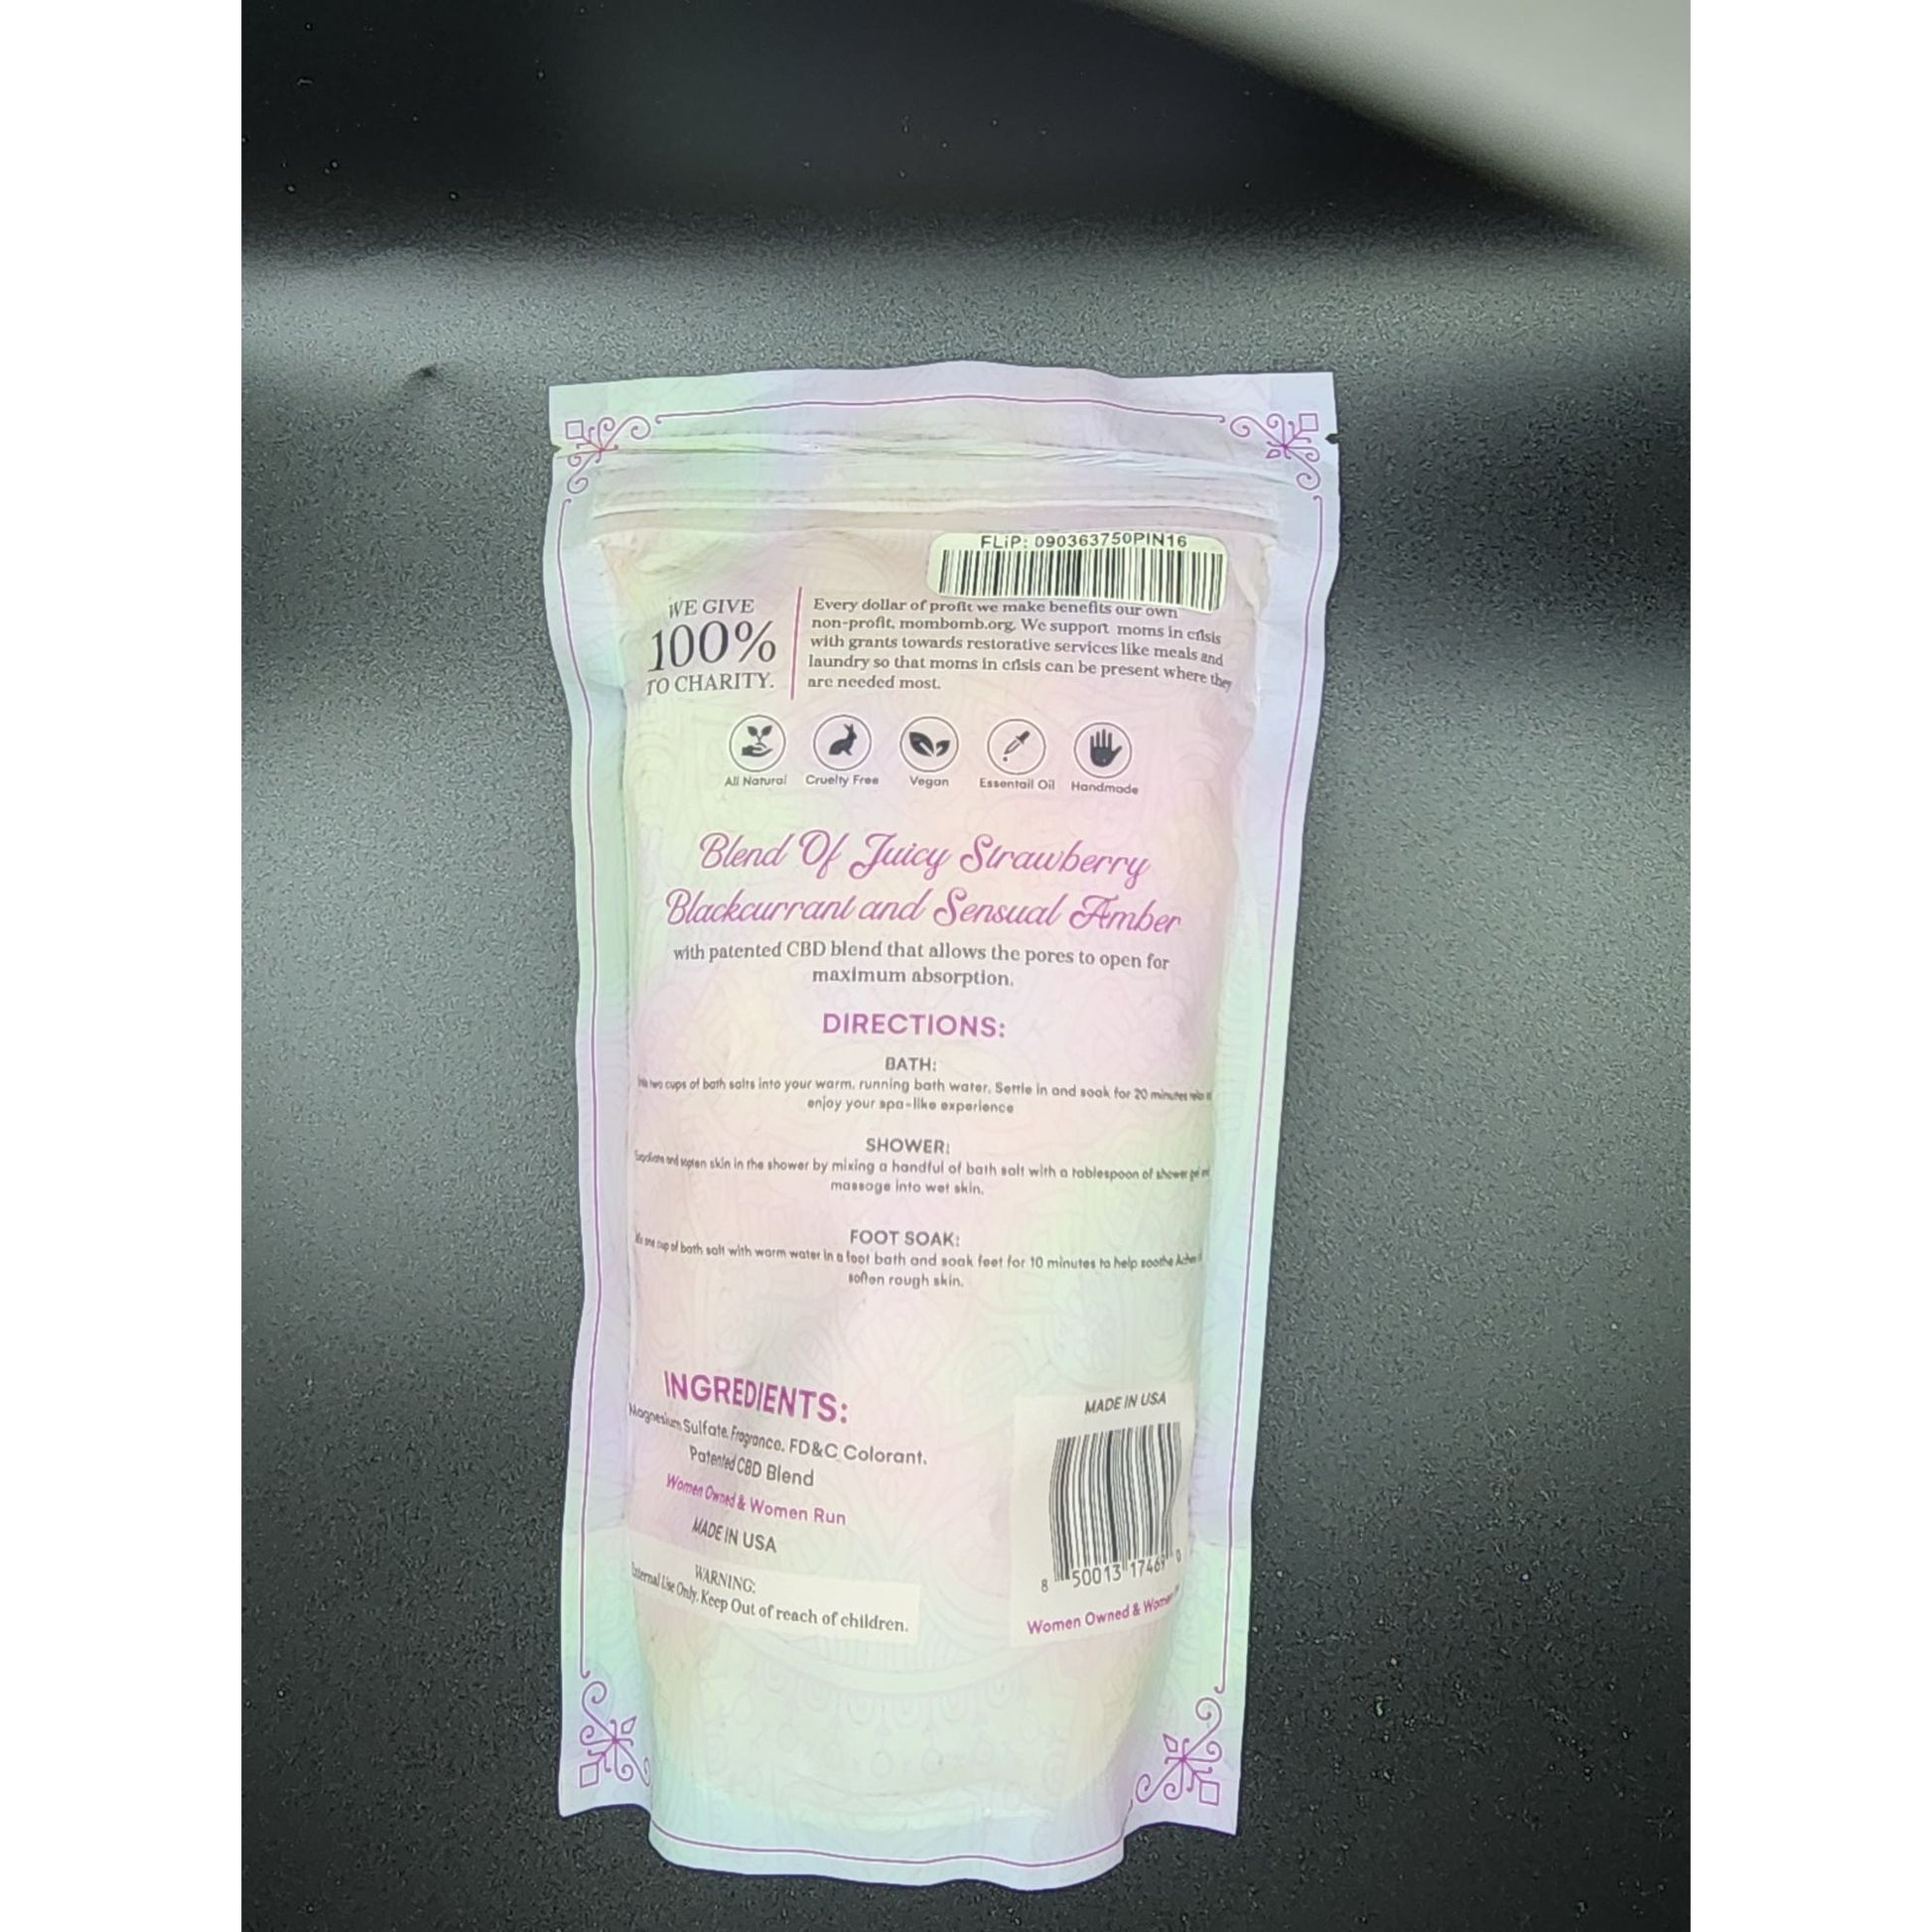 FLiP: 090363750PIN16
WE GIVE
100%
TO CHARITY.
Every dollar of profit we make benefits our own
non-profit, mombomb.org. We support moms in crisis
with grants towards restorative services like meals and
laundry so that moms in crisis can be present where they
are needed most.
All Natural
Cruelty Free
Vegan
Essentail Oil
Handmade
Blend Of Juicy Strawberry
Blackcurrant and Sensual Amber
with patented CBD blend that allows the pores to open for
maximum absorption.
DIRECTIONS:
BATH:
two cups of bath salts into your warm, running bath water. Settle in and soak for 20 minutes
enjoy your spa-like experience
SHOWER:
skin in the shower by mixing a handful of bath salt with a tablespoon of shower gel
massage into wet skin.
FOOT SOAK:
one cup of bath salt with warm water in a foot bath and soak feet for 10 minutes to help soothe
soften rough skin.
INGREDIENTS:
Magnesium Sulfate, Fragrance, FD&C Colorant,
Patented CBD Blend
Women Owned & Women Run
MADE IN USA
WARNING:
External Use Only. Keep Out of reach of children.
MADE IN USA
8 50013 17469 0
Women Owned &